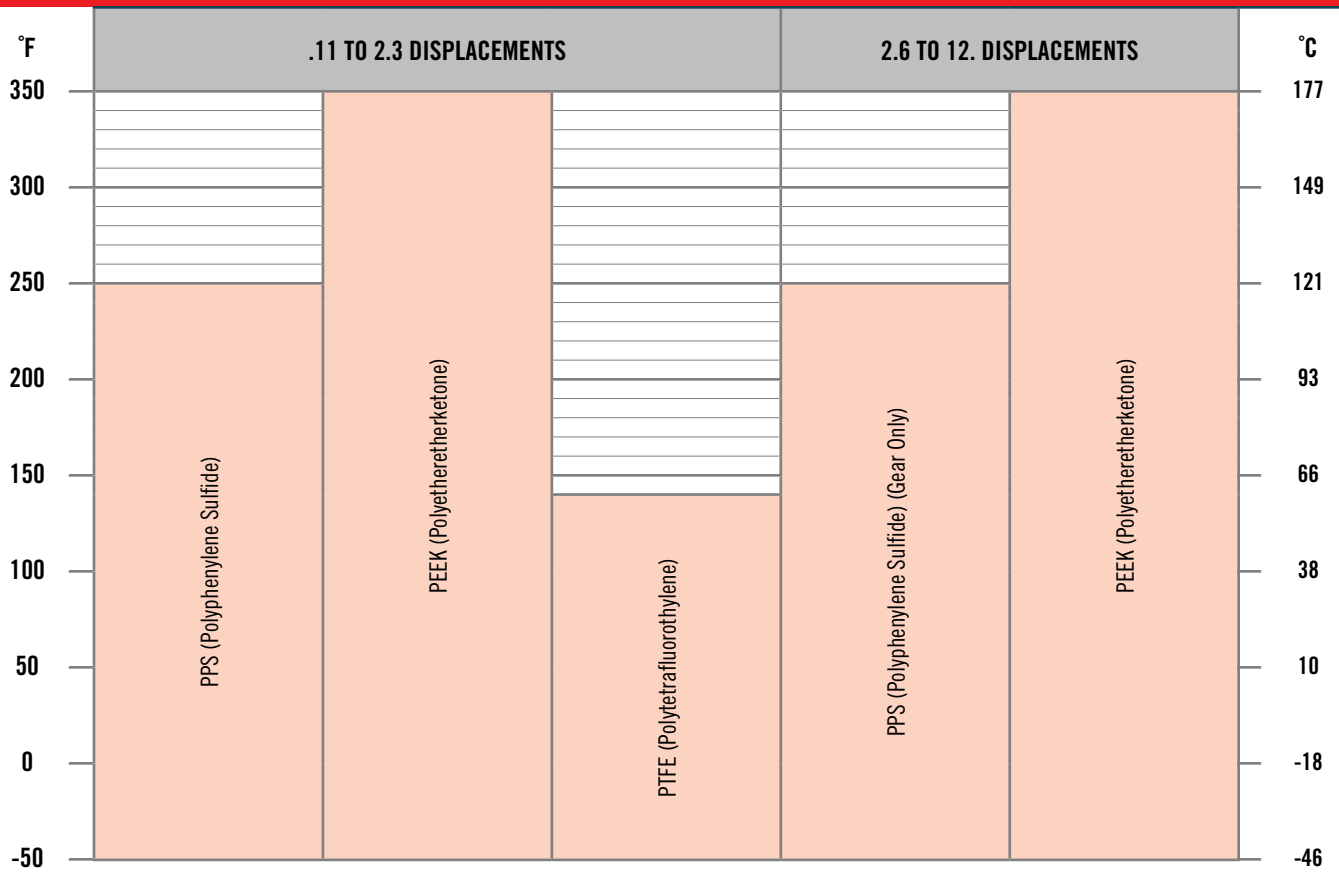 ˚F
.11 TO 2.3 DISPLACEMENTS
2.6 TO 12. DISPLACEMENTS
˚C
350
177
300
149
250
121
200
93
150
66
100
38
50
10
0
-18
-50
-46
PPS (Polyphenylene Sulfide)
PEEK (Polyetheretherketone)
PTFE (Polytetrafluorothylene)
PPS (Polyphenylene Sulfide) (Gear Only)
PEEK (Polyetheretherketone)